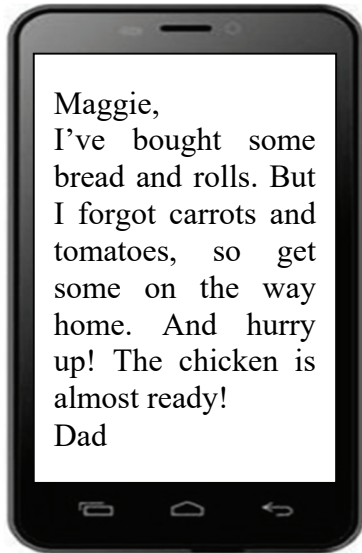 Maggie,
I’ve bought some
bread and rolls. But
I forgot carrots and
tomatoes, so get
some on the way
home. And hurry
up! The chicken is
almost ready!
Dad